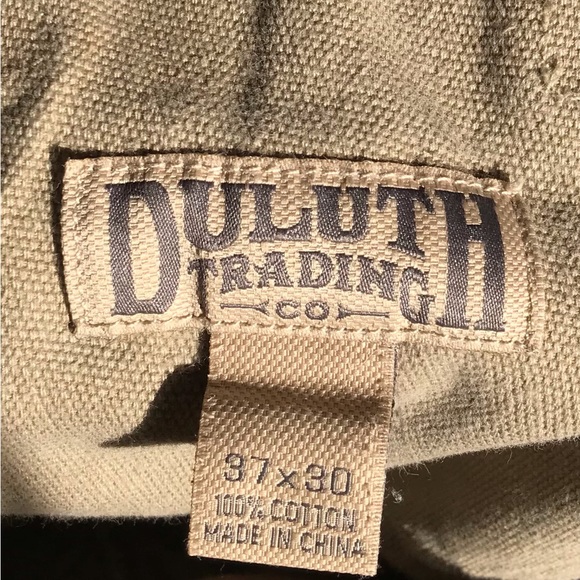 DULUTH
TRADING
CO
37x30
100% COTTON
MADE IN CHINA